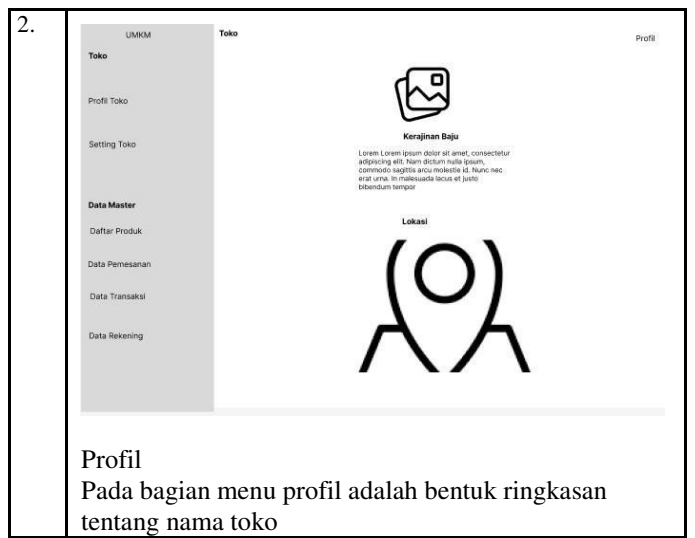 2.
UMKM
Toko
Profil Toko
Setting Toko
Data Master
Daftar Produk
Data Pemesanan
Data Transaksi
Data Rekening
Toko
Profil
Kerajinan Baju
Lorem Lorem ipsum dolor sit amet, consectetur
adipiscing elit. Nam dictum nulla ipsum,
commodo sagittis arcu molestie id. Nunc nec
erat urna. In malesuada lacus et justo
bibendum tempor
Lokasi
Profil
Pada bagian menu profil adalah bentuk ringkasan
tentang nama toko